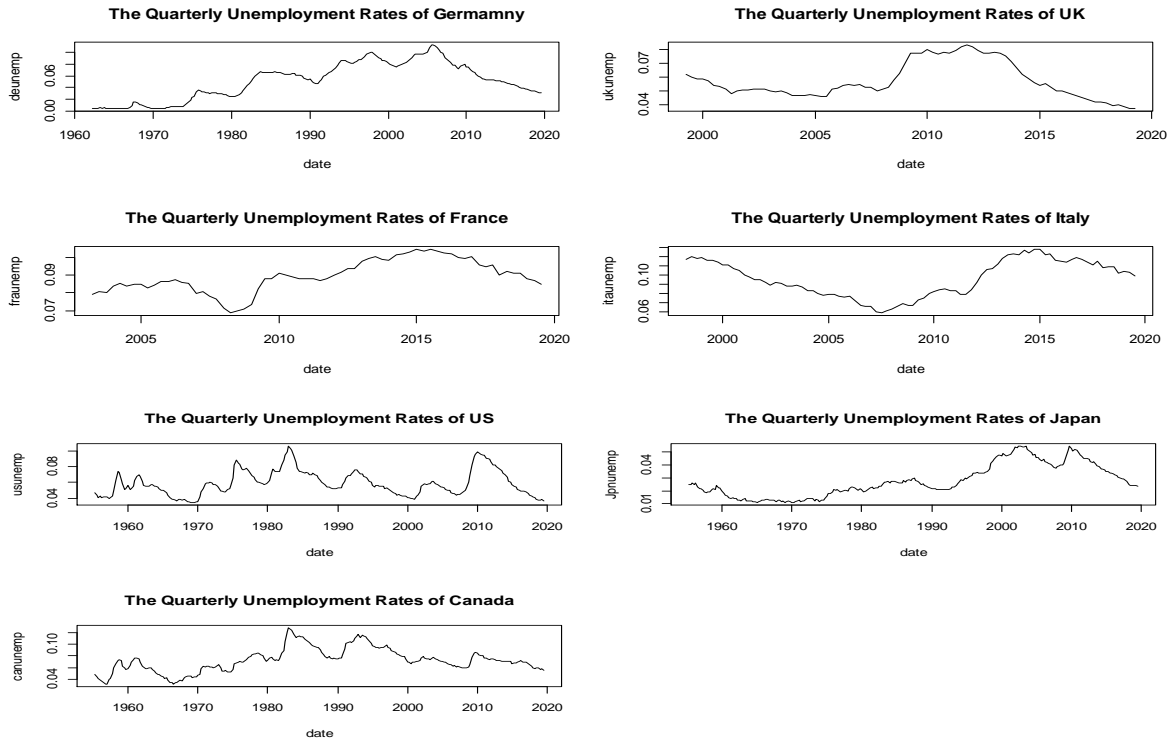 The Quarterly Unemployment Rates of Germamny
deunemp
0.00 0.06
1960 1970 1980 1990 2000 2010 2020
date
The Quarterly Unemployment Rates of UK
ukunemp
0.04 0.07
2000 2005 2010 2015 2020
date
The Quarterly Unemployment Rates of France
fraunemp
0.07 0.09
2005 2010 2015 2020
date
The Quarterly Unemployment Rates of Italy
itaunemp
0.06 0.10
2000 2005 2010 2015 2020
date
The Quarterly Unemployment Rates of US
usunemp
0.04 0.08
1960 1970 1980 1990 2000 2010 2020
date
The Quarterly Unemployment Rates of Japan
Jpnunemp
0.01 0.04
1960 1970 1980 1990 2000 2010 2020
date
The Quarterly Unemployment Rates of Canada
canunemp
0.04 0.10
1960 1970 1980 1990 2000 2010 2020
date